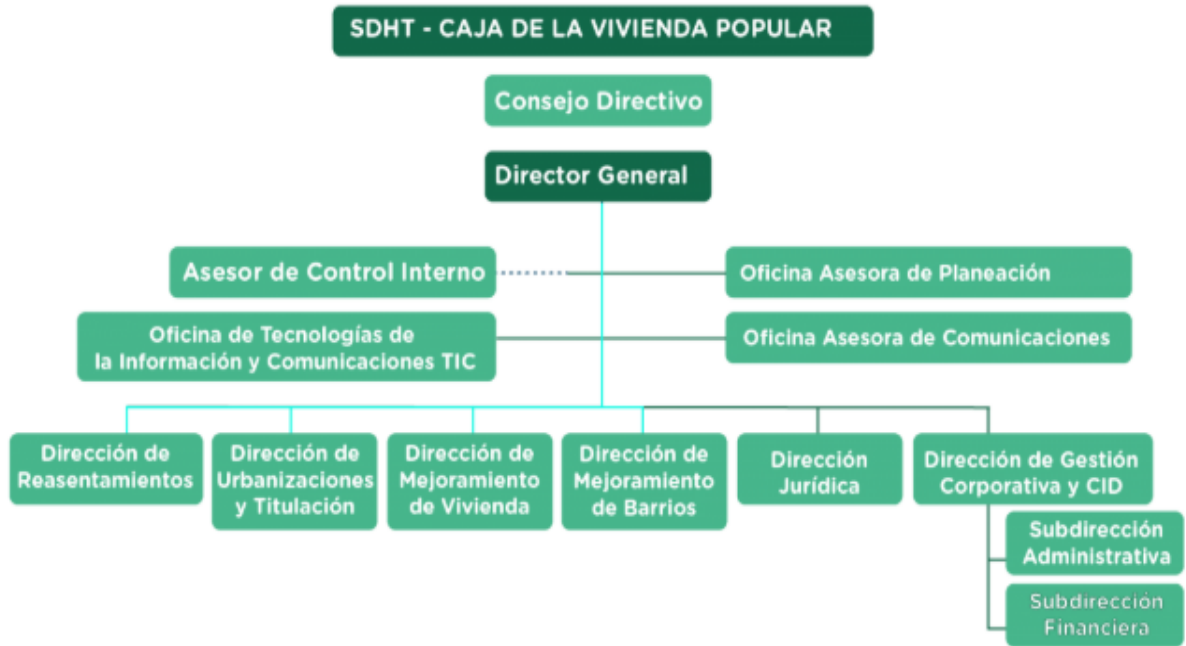 SDHT - CAJA DE LA VIVIENDA POPULAR
Consejo Directivo
Director General
Asesor de Control Interno
Oficina Asesora de Planeación
Oficina de Tecnologías de
la Información y Comunicaciones TIC
Oficina Asesora de Comunicaciones
Dirección de
Reasentamientos
Dirección de
Urbanizaciones
y Titulación
Dirección de
Mejoramiento
de Vivienda
Dirección de
Mejoramiento
de Barrios
Dirección
Jurídica
Dirección de Gestión
Corporativa y CID
Subdirección
Administrativa
Subdirección
Financiera